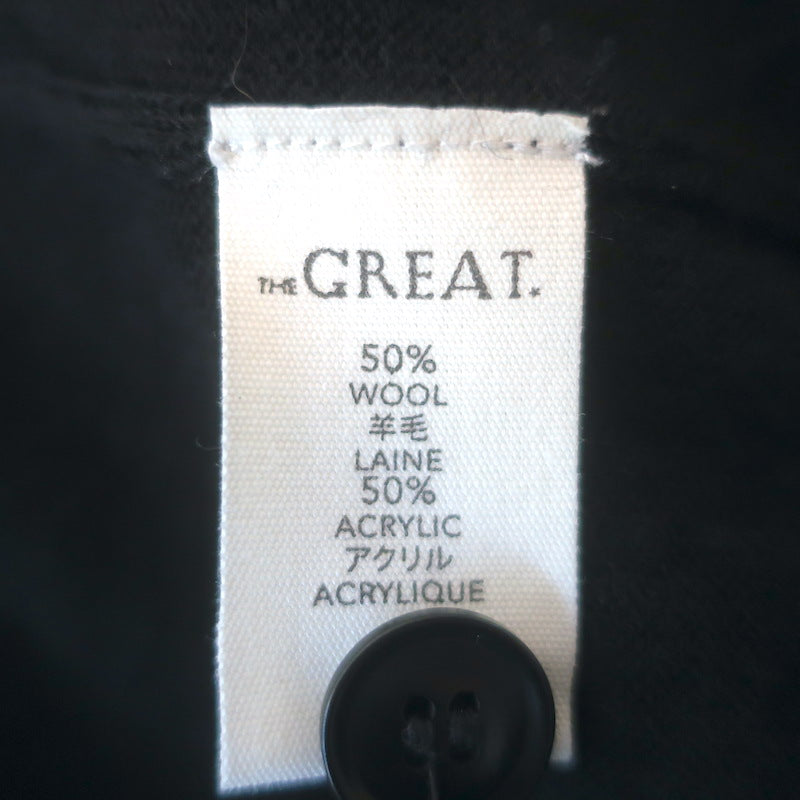 THE GREAT.
50%
WOOL
羊毛
LAINE
50%
ACRYLIC
アクリル
ACRYLIQUE